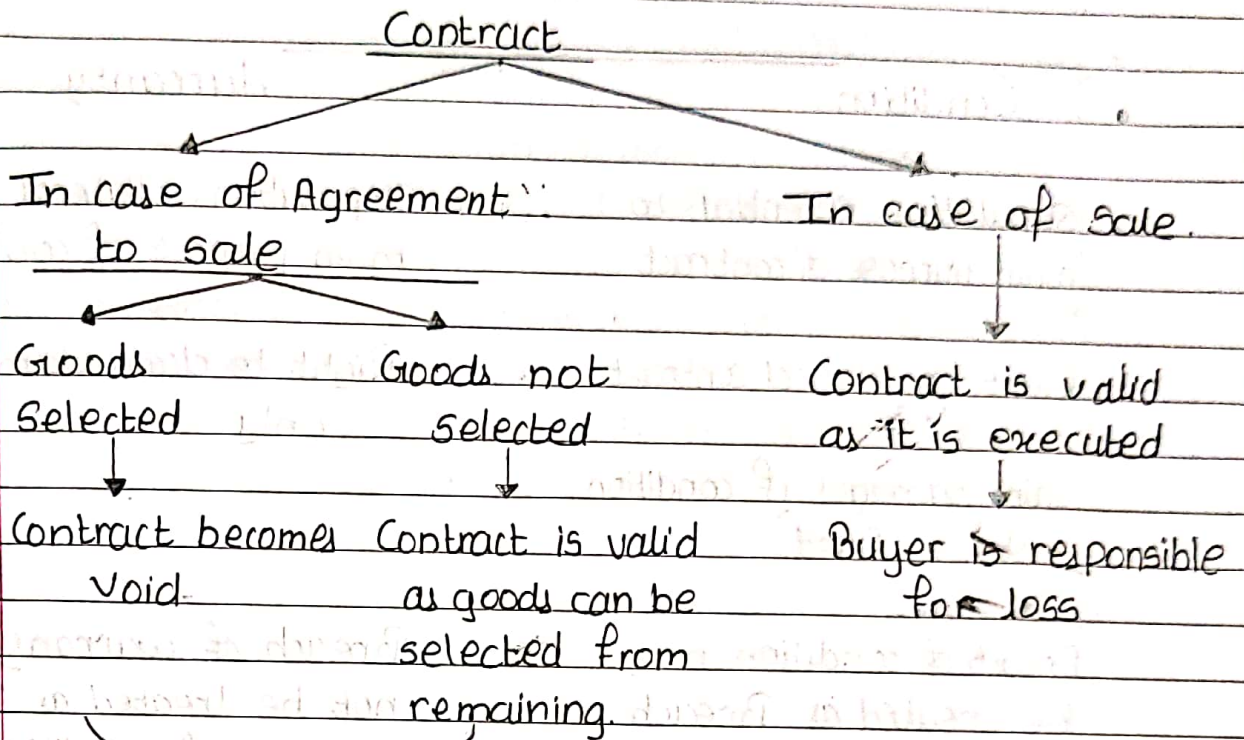 Contract
In case of Agreement
to sale
In case of sale.
Goods
Selected
Goods not
selected
Contract is valid
as it is executed
Contract becomes
void.
Contract is valid
as goods can be
selected from
remaining.
Buyer is responsible
for loss